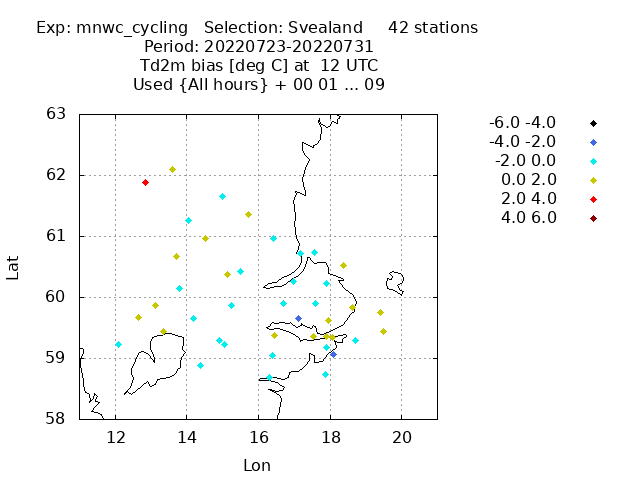 Exp: mnwc_cycling   Selection: Svealand     42 stations
Period: 20220723-20220731
Td2m bias [deg C] at  12 UTC
Used {All hours} + 00 01 ... 09
-6.0 -4.0
-4.0 -2.0
-2.0 0.0
0.0 2.0
2.0 4.0
4.0 6.0
63
62
61
60
59
58
Lat
12 14 16 18 20
Lon